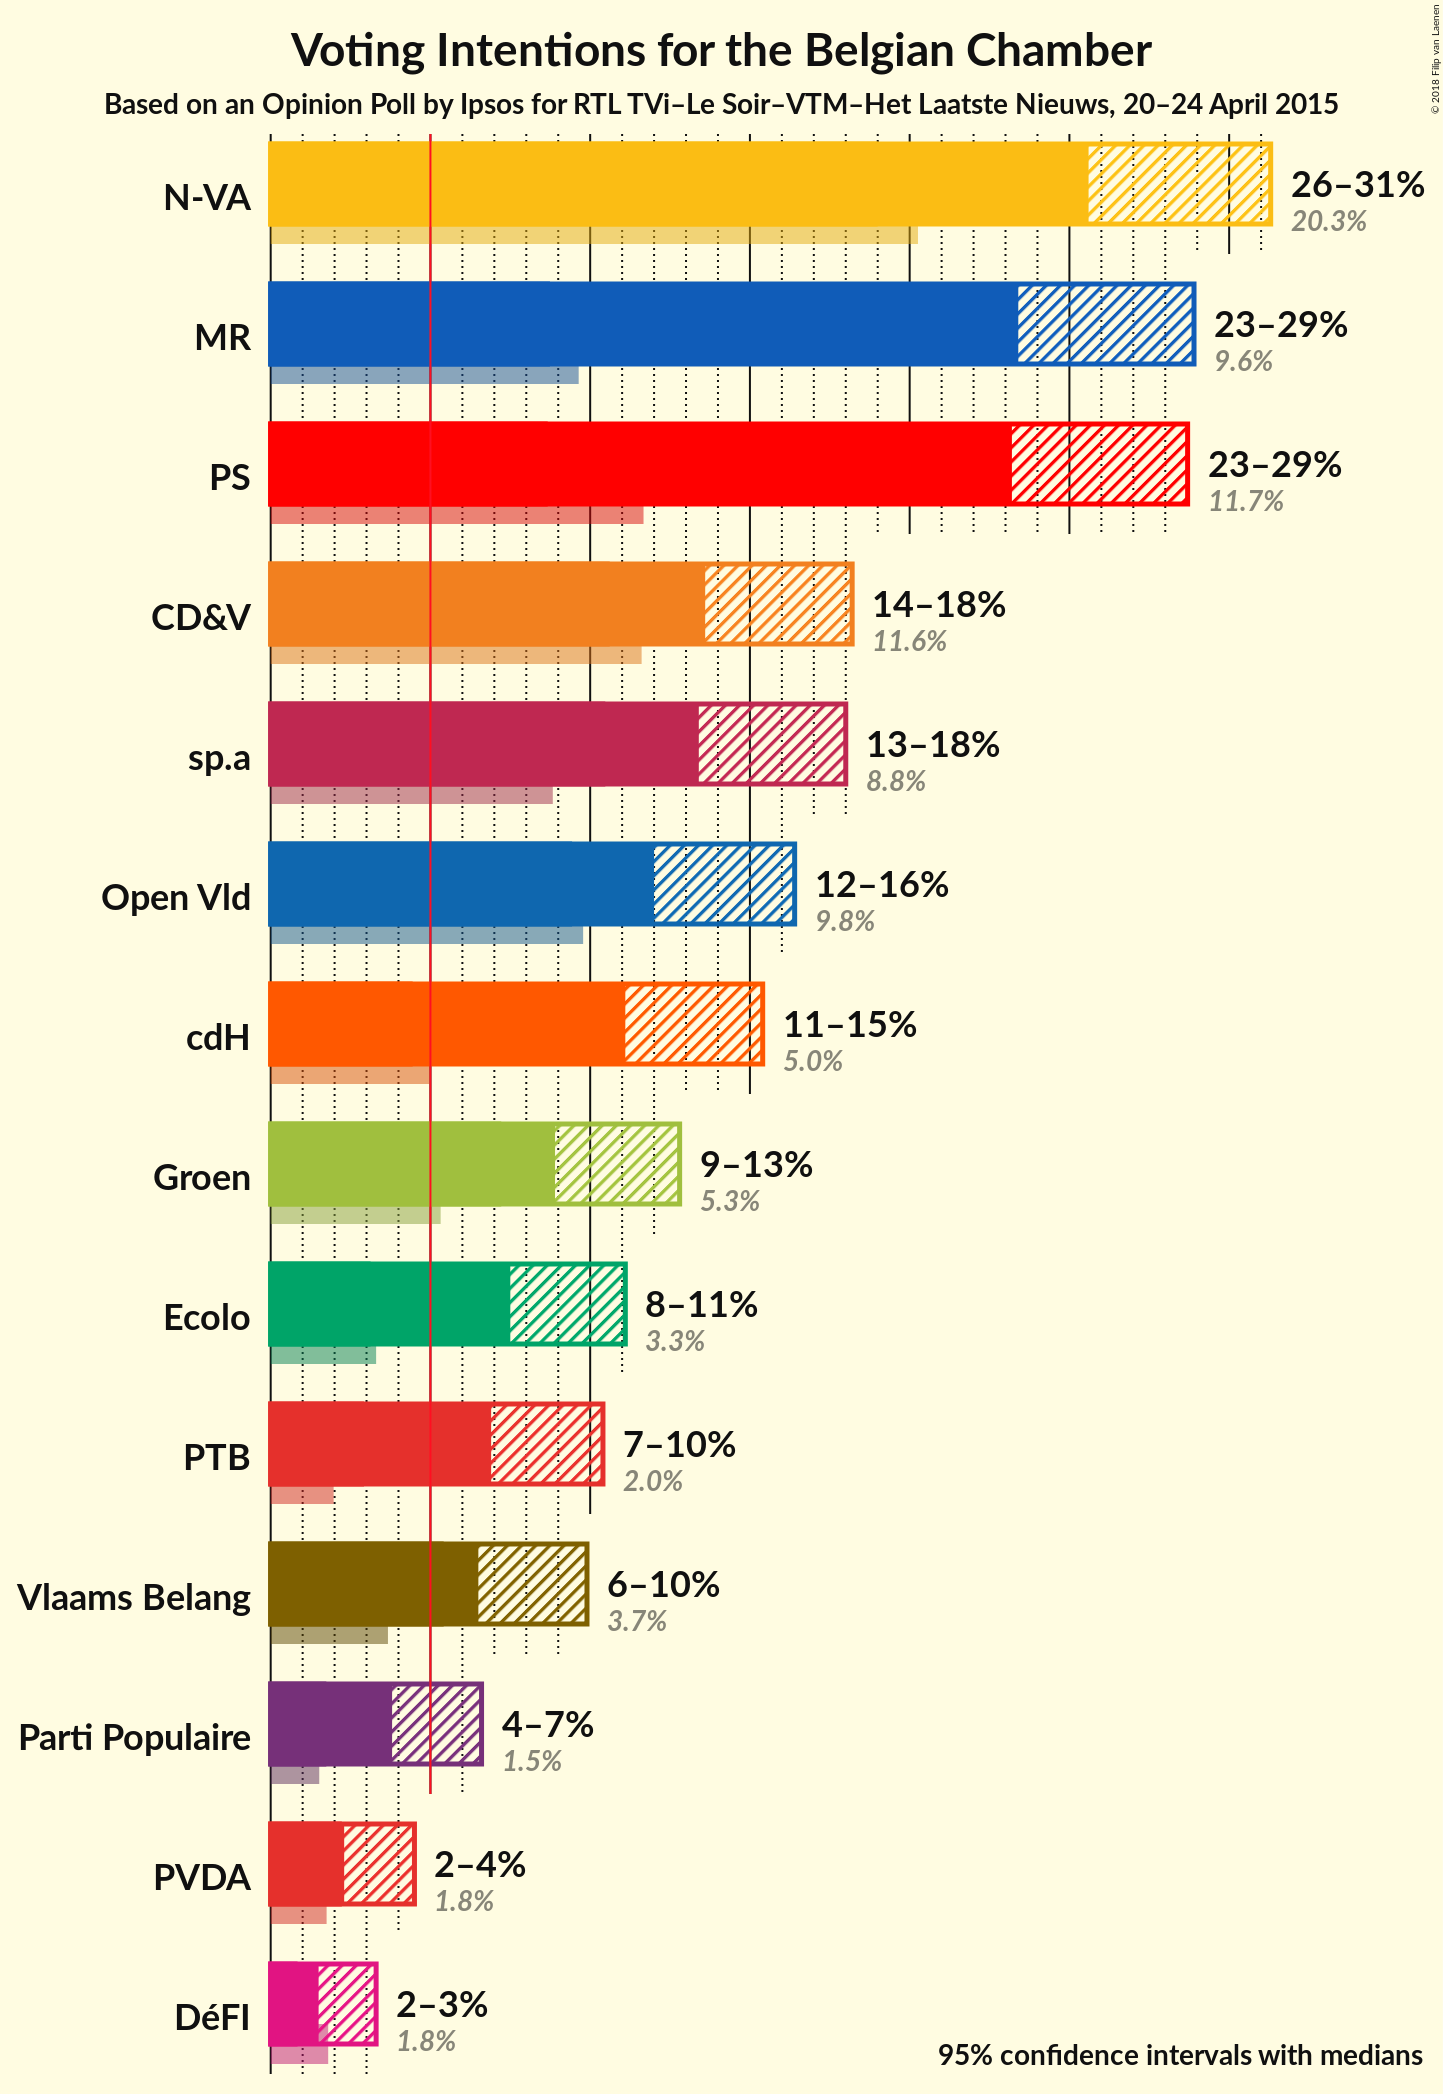 Voting Intentions for the Belgian Chamber
Based on an Opinion Poll by Ipsos for RTL TVi–Le Soir–VTM–Het Laatste Nieuws, 20–24 April 2015
© 2018 Filip van Laenen
N-VA
26–31%
20.3%
MR
23–29%
9.6%
PS
23–29%
11.7%
CD&V
14–18%
11.6%
sp.a
13–18%
8.8%
Open Vld
12–16%
9.8%
cdH
11–15%
5.0%
Groen
9–13%
5.3%
Ecolo
8–11%
3.3%
PTB
7–10%
2.0%
Vlaams Belang
6–10%
3.7%
Parti Populaire
4–7%
1.5%
PVDA
2–4%
1.8%
DéFI
2–3%
1.8%
95% confidence intervals with medians